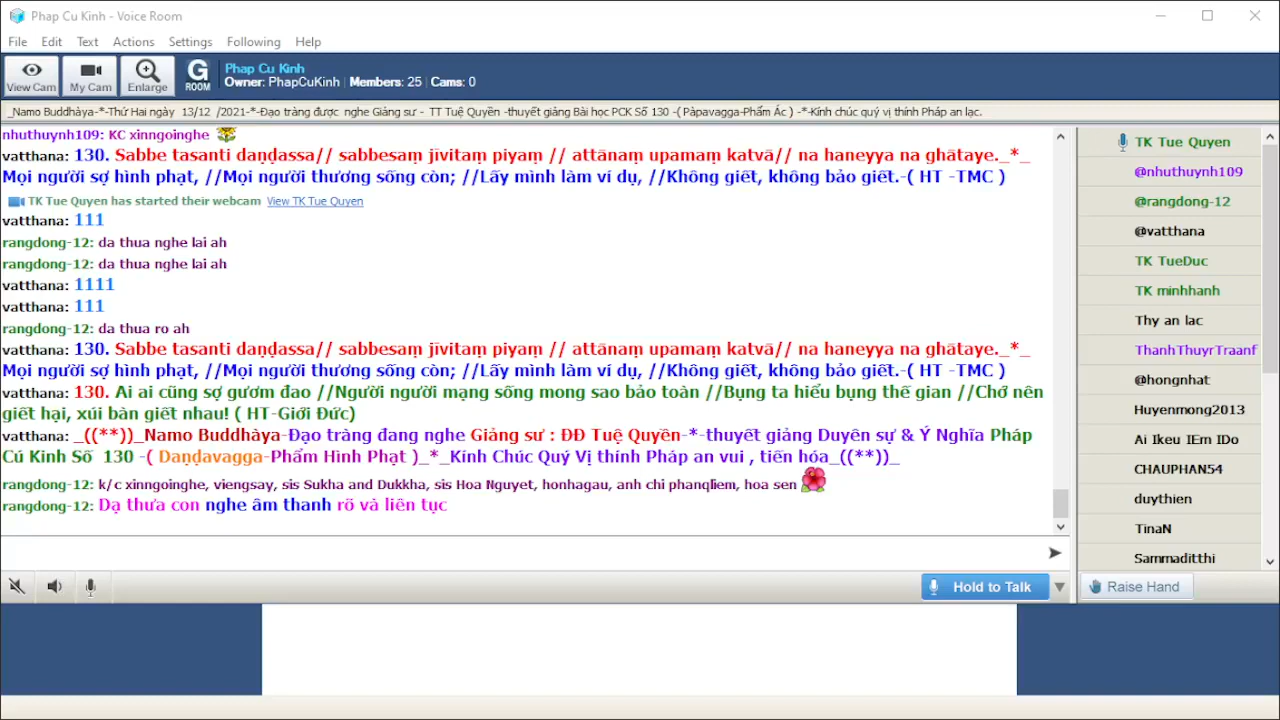 Phap Cu Kinh - Voice Room
File Edit Text Actions Settings Following Help
View Cam My Cam Enlarge G ROOM
Phap Cu Kinh
Owner: PhapCuKinh Members: 25 Cams: 0
_Namo Buddhàya-*-Thứ Hai ngày 13/12 /2021-*-Đạo tràng được nghe Giảng sư - TT Tuệ Quyền -thuyết giảng Bài học PCK Số 130 -( Pàpavagga-Phẩm Ác ) -*-Kính chúc quý vị thính Pháp an lạc.
nhuthuynh109: KC xinngoinghe
vatthana: 130. Sabbe tasanti daṇḍassa// sabbesaṃ jīvitaṃ piyaṃ // attānaṃ upamaṃ katvā// na haneyya na ghātaye._*_
Mọi người sợ hình phạt, //Mọi người thương sống còn; //Lấy mình làm ví dụ, //Không giết, không bảo giết.-( HT -TMC )
TK Tue Quyen has started their webcam View TK Tue Quyen
vatthana: 111
rangdong-12: da thua nghe lai ah
rangdong-12: da thua nghe lai ah
vatthana: 1111
vatthana: 111
rangdong-12: da thua ro ah
vatthana: 130. Sabbe tasanti daṇḍassa// sabbesaṃ jīvitaṃ piyaṃ // attānaṃ upamaṃ katvā// na haneyya na ghātaye._*_
Mọi người sợ hình phạt, //Mọi người thương sống còn; //Lấy mình làm ví dụ, //Không giết, không bảo giết.-( HT -TMC )
vatthana: 130. Ai ai cũng sợ gươm đao //Người người mạng sống mong sao bảo toàn //Bụng ta hiểu bụng thế gian //Chớ nên
giết hại, xúi bàn giết nhau! ( HT-Giới Đức)
vatthana: _((**))_Namo Buddhàya-Đạo tràng đang nghe Giảng sư : ĐĐ Tuệ Quyền-*-thuyết giảng Duyên sự & Ý Nghĩa Pháp
Cú Kinh Số 130 -( Daṇḍavagga-Phẩm Hình Phạt )_*_Kính Chúc Quý Vị thính Pháp an vui , tiến hóa_((**))_
rangdong-12: k/c xinngoinghe, viengsay, sis Sukha and Dukkha, sis Hoa Nguyet, honhagau, anh chi phanqliem, hoa sen
rangdong-12: Dạ thưa con nghe âm thanh rõ và liên tục
Hold to Talk
TK Tue Quyen
@nhuthuynh109
@rangdong-12
@vatthana
TK TueDuc
TK minhhanh
Thy an lac
ThanhThuyrTraanf
@hongnhat
Huyenmong2013
Ai Ikeu IEm IDo
CHAUPHAN54
duythien
TinaN
Sammaditthi
Raise Hand